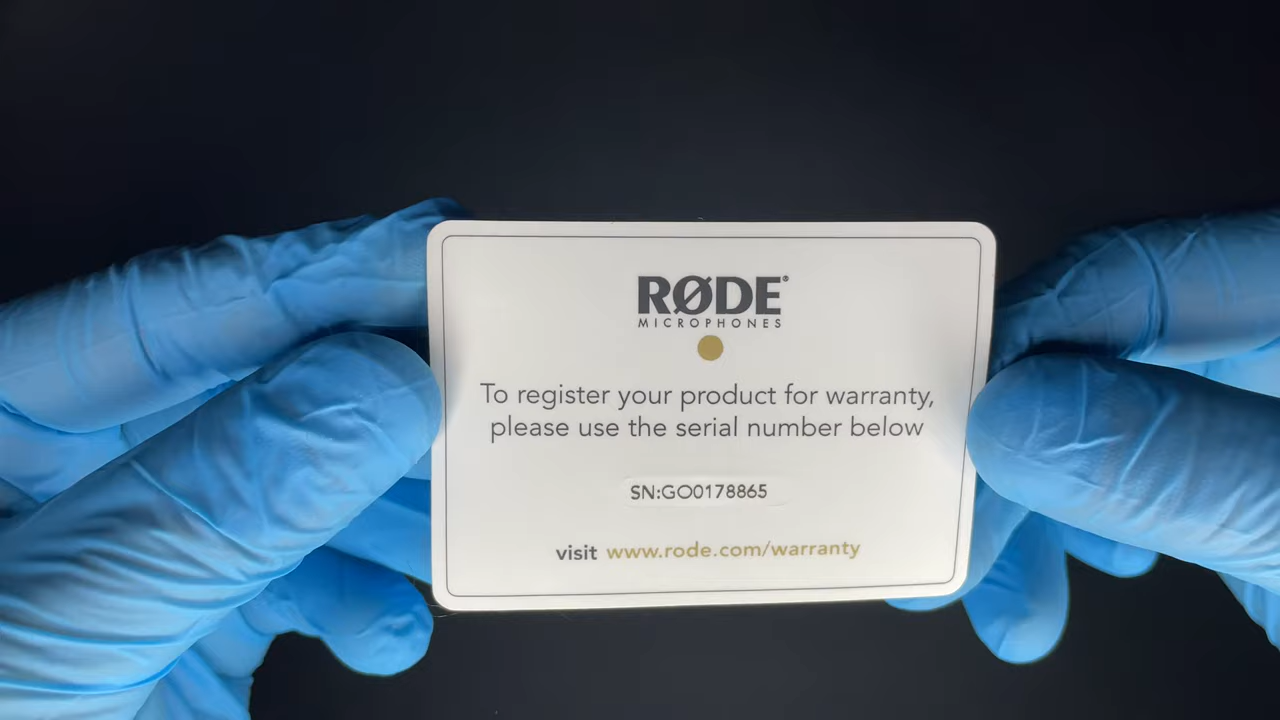 RØDE®
MICROPHONES
To register your product for warranty,
please use the serial number below
SN:GO0178865
visit www.rode.com/warranty